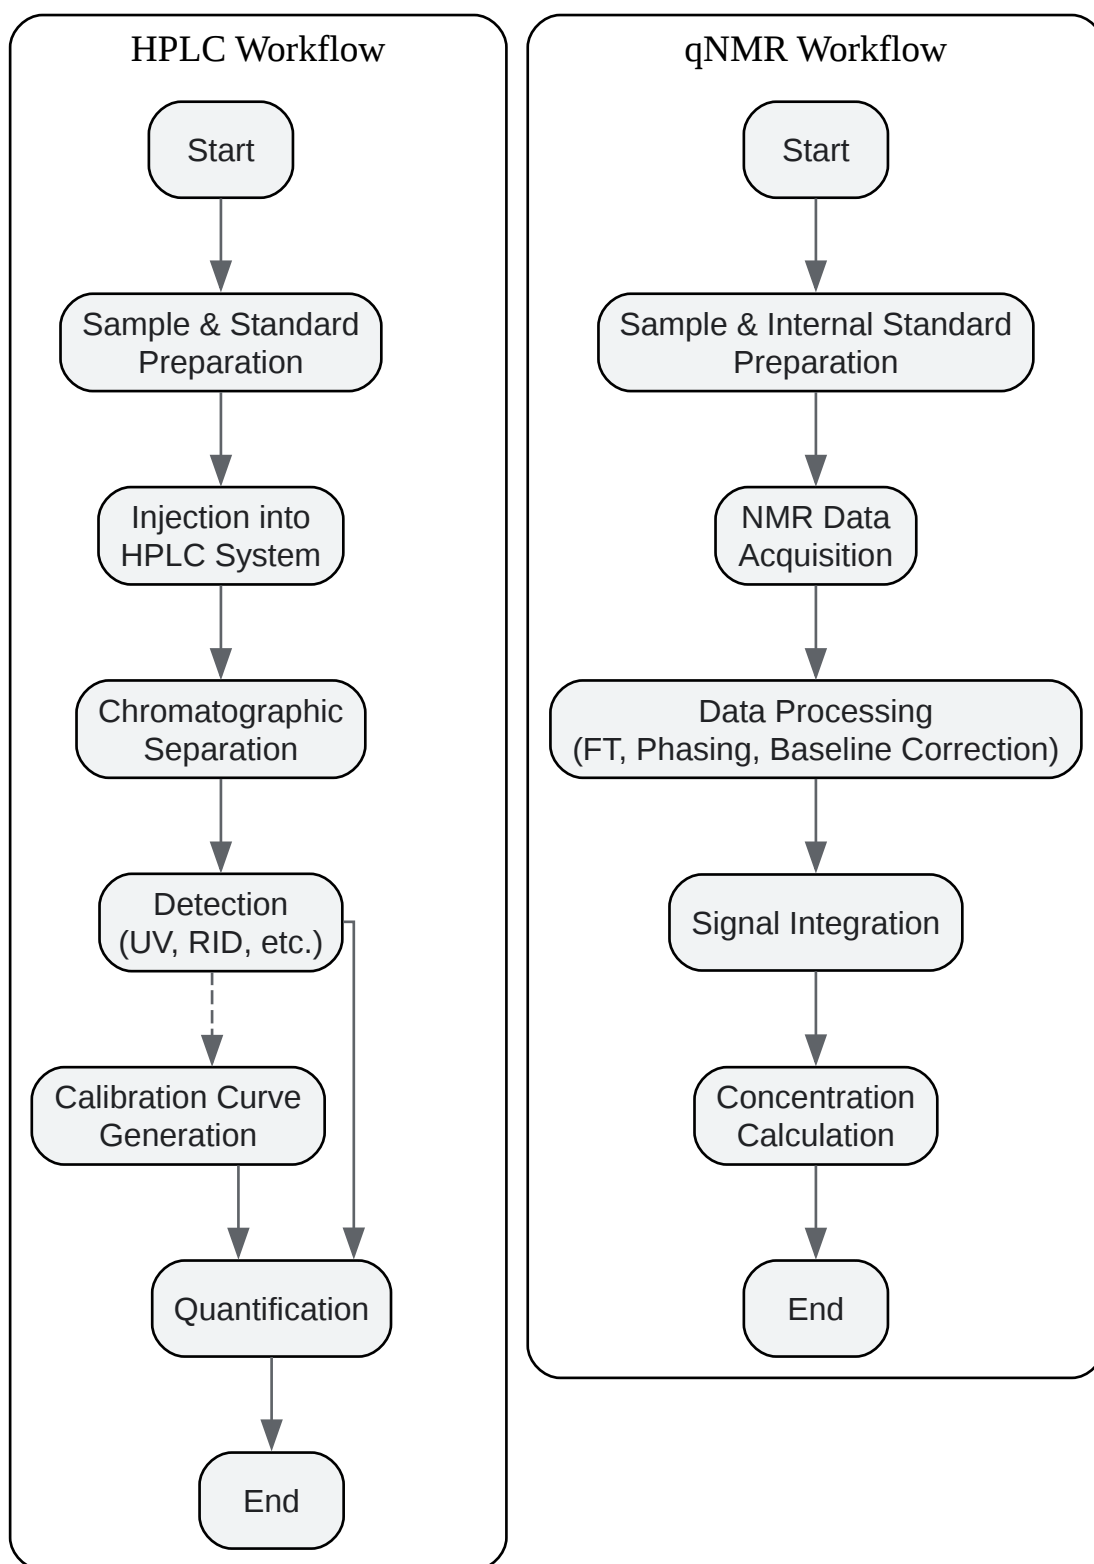 HPLC Workflow
Start
Sample & Standard
Preparation
Injection into
HPLC System
Chromatographic
Separation
Detection
(UV, RID, etc.)
Calibration Curve
Generation
Quantification
End
qNMR Workflow
Start
Sample & Internal Standard
Preparation
NMR Data
Acquisition
Data Processing
(FT, Phasing, Baseline Correction)
Signal Integration
Concentration
Calculation
End